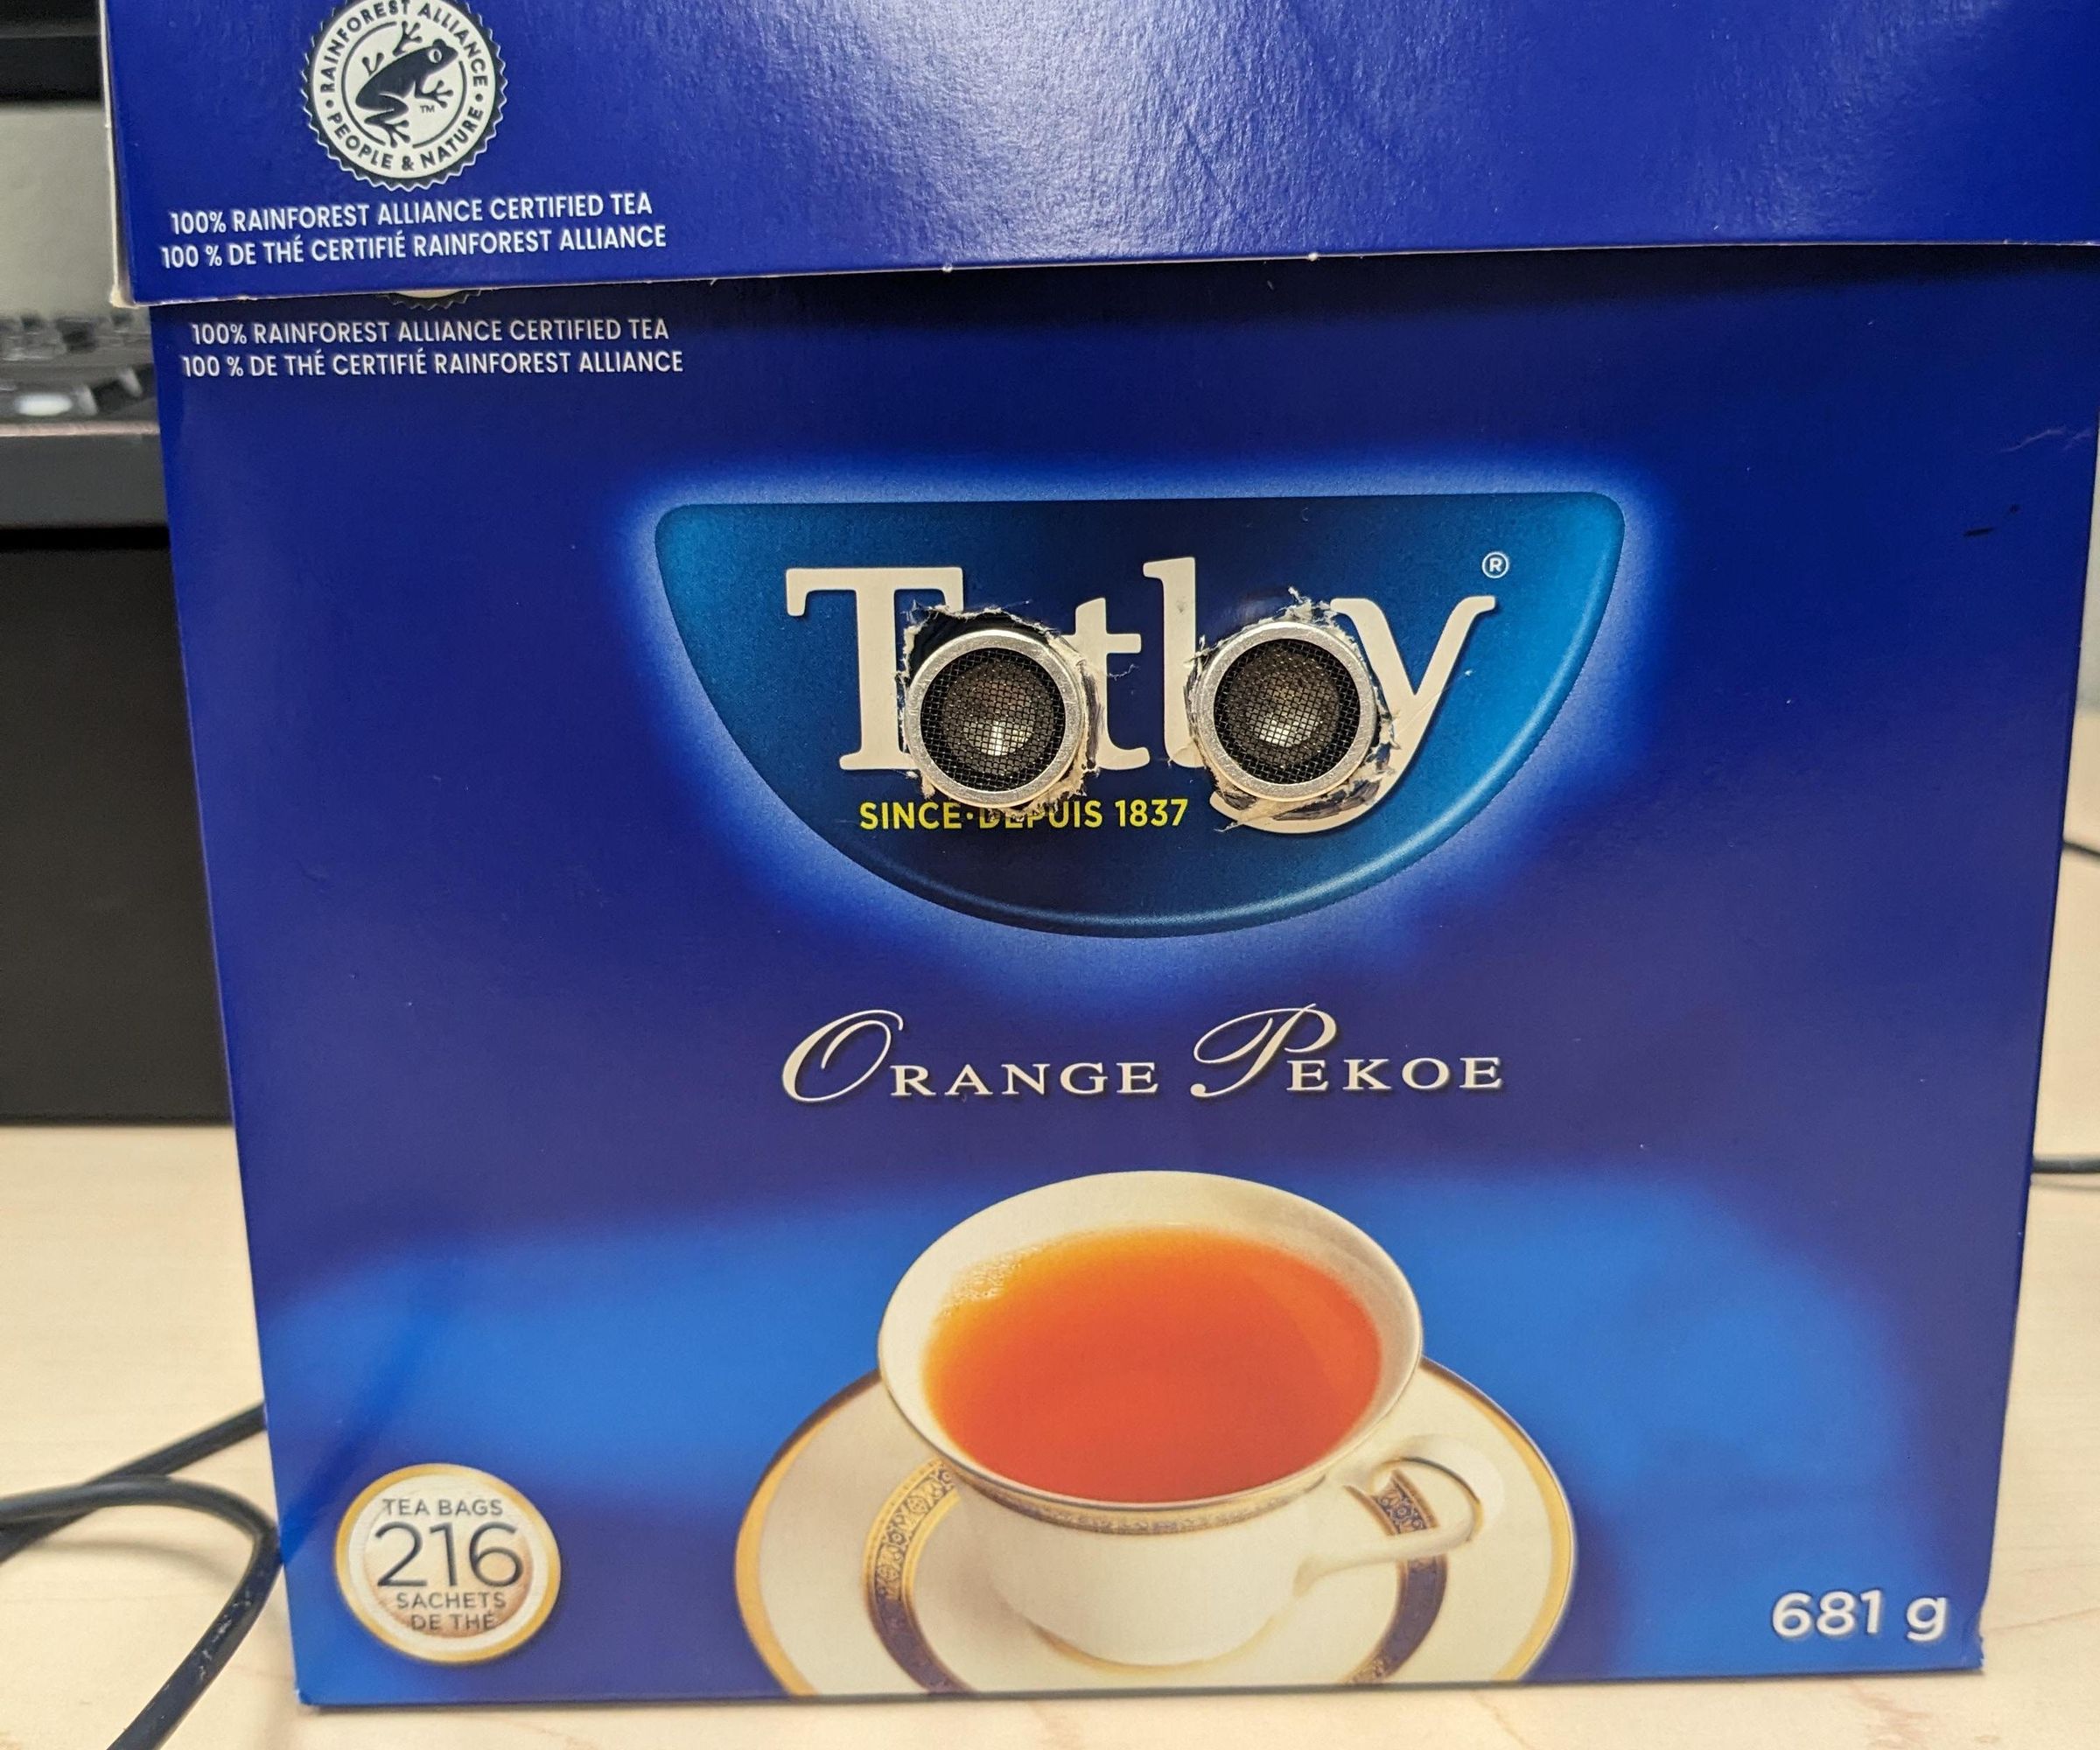 • RAINFOREST ALLIANCE •
PEOPLE & NATURE
™
100% RAINFOREST ALLIANCE CERTIFIED TEA
100 % DE THÉ CERTIFIÉ RAINFOREST ALLIANCE
100% RAINFOREST ALLIANCE CERTIFIED TEA
100 % DE THÉ CERTIFIÉ RAINFOREST ALLIANCE
Tetley®
SINCE•DEPUIS 1837
ORANGE PEKOE
TEA BAGS
216
SACHETS
DE THÉ
681 g